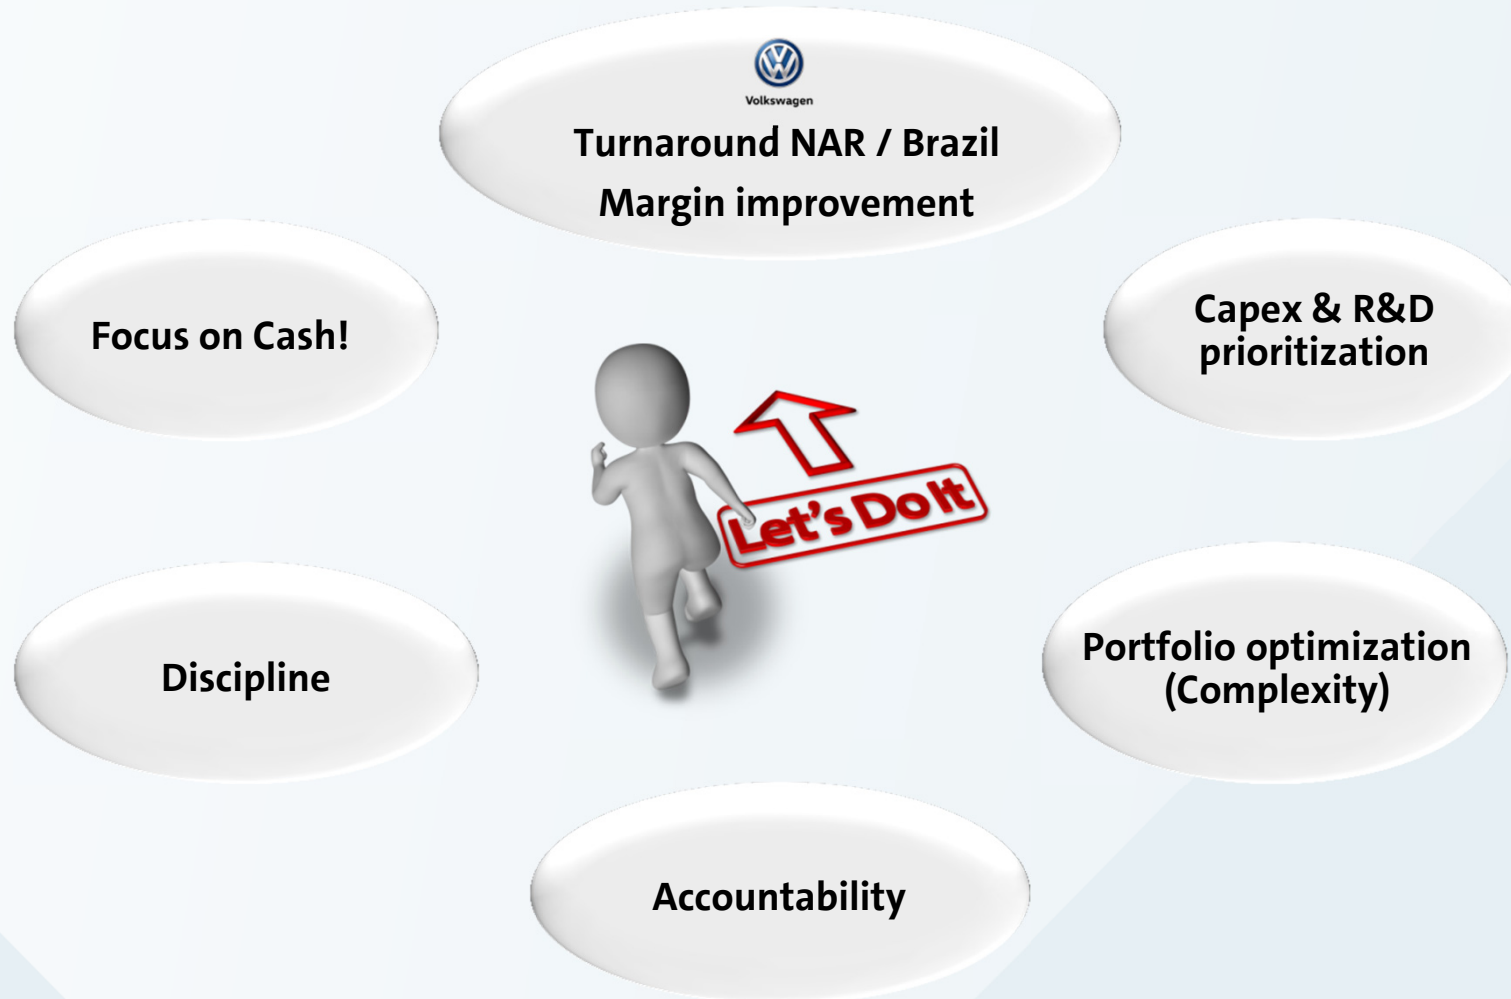 Volkswagen
Turnaround NAR / Brazil
Margin improvement
Focus on Cash!
Capex & R&D
prioritization
Let's Do It
Discipline
Portfolio optimization
(Complexity)
Accountability